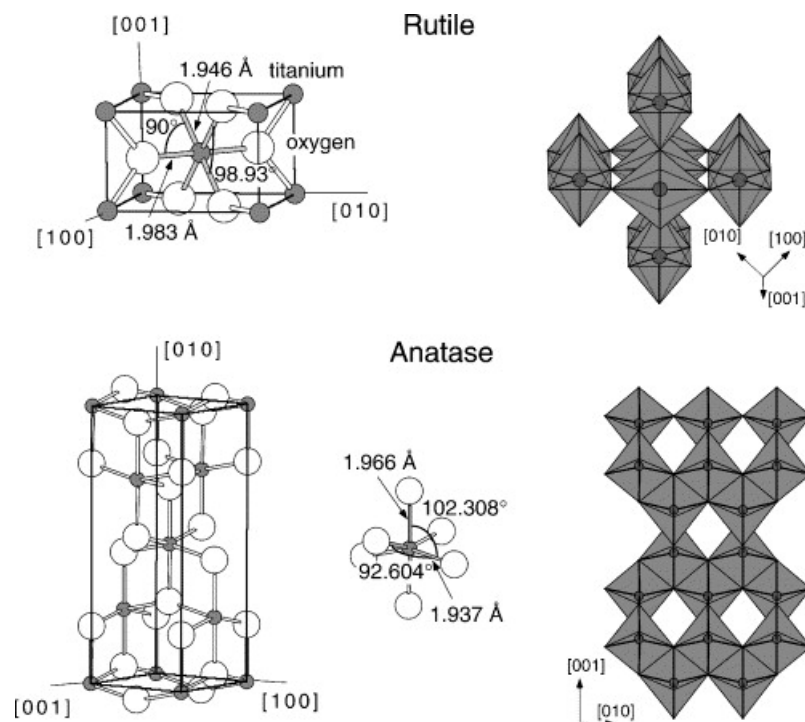 Rutile
[001]
1.946 Å
titanium
90°
oxygen
98.93°
[010]
[100]
1.983 Å
[010]
[100]
[001]
Anatase
[010]
1.966 Å
102.308°
92.604°
1.937 Å
[001]
[100]
[001]
[010]